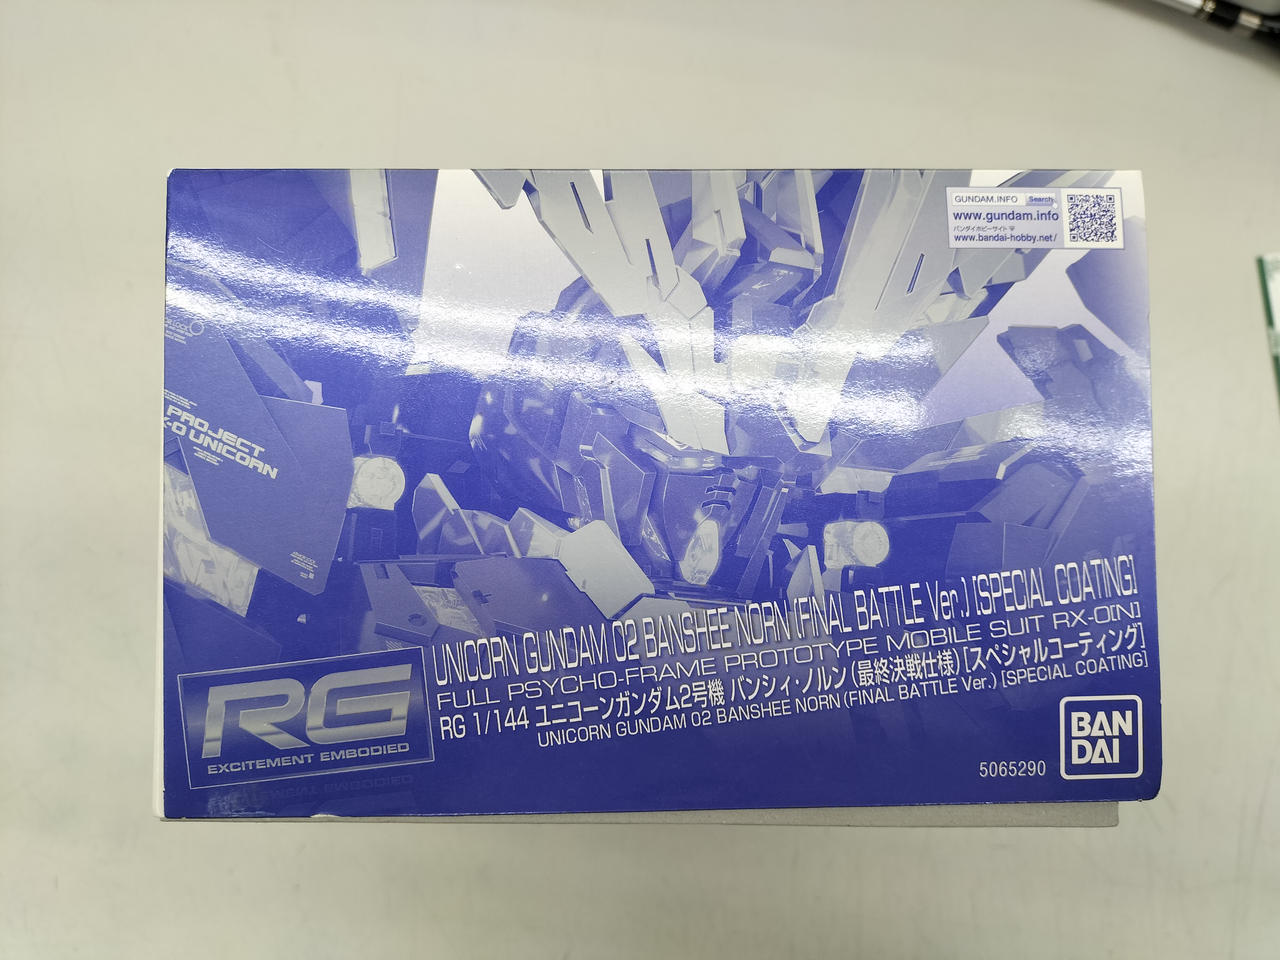 GUNDAM.INFO Search
www.gundam.info
バンダイホビーサイト
www.bandai-hobby.net/
PROJECT
X-0 UNICORN
UNICORN GUNDAM 02 BANSHEE NORN (FINAL BATTLE Ver.) [SPECIAL COATING]
FULL PSYCHO-FRAME PROTOTYPE MOBILE SUIT RX-0[N]
RG 1/144 ユニコーンガンダム2号機 バンシィ・ノルン (最終決戦仕様) [スペシャルコーティング]
UNICORN GUNDAM 02 BANSHEE NORN (FINAL BATTLE Ver.) [SPECIAL COATING]
RG
EXCITEMENT EMBODIED
5065290
BAN
DAI